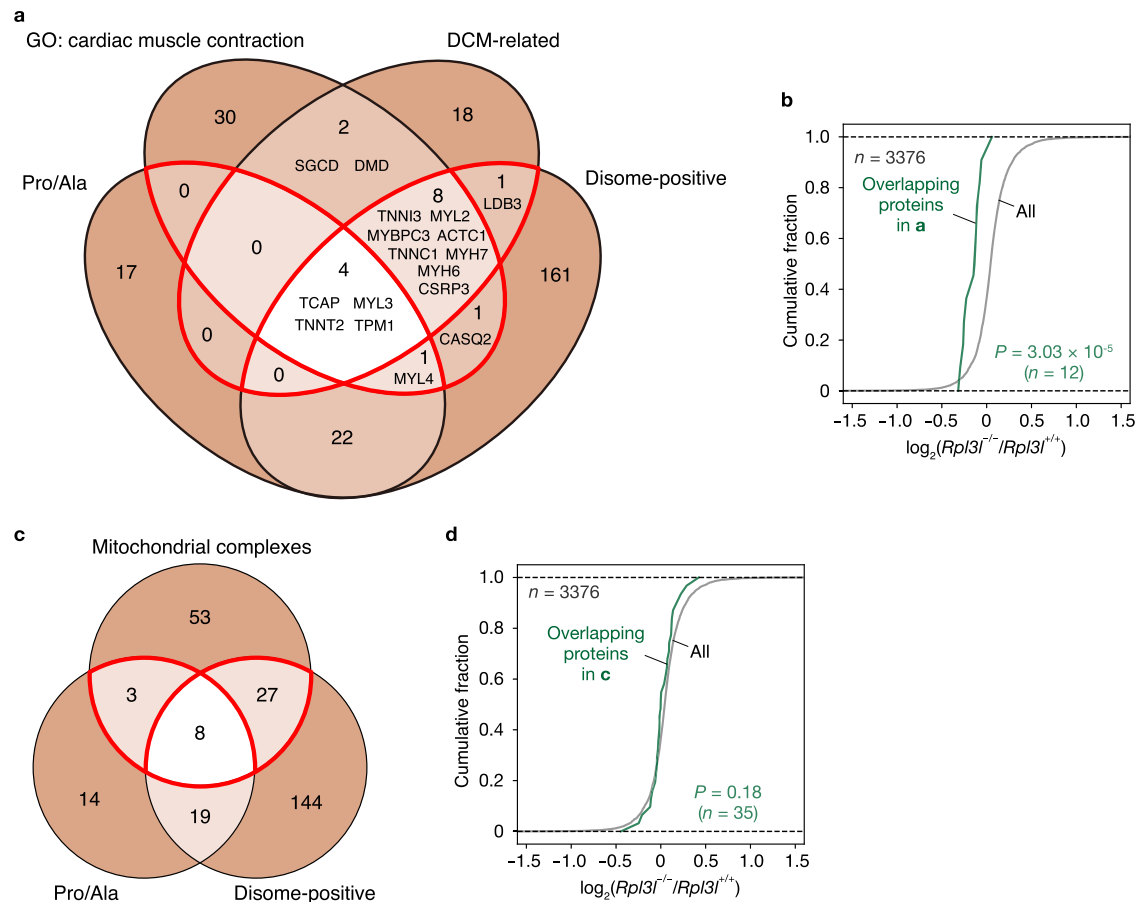 a
GO: cardiac muscle contraction
DCM-related
Pro/Ala
Disome-positive
30
2
18
SGCD DMD
0
8
1
LDB3
TNNI3 MYL2
MYBPC3 ACTC1
TNNC1 MYH7
MYH6
CSRP3
0
17
4
161
TCAP MYL3
TNNT2 TPM1
0
1
CASQ2
0
1
MYL4
22
b
n = 3376
Overlapping
proteins
in a
All
P = 3.03 × 10⁻⁵
(n = 12)
Cumulative fraction
1.0
0.8
0.6
0.4
0.2
0
−1.5 −1.0 −0.5 0 0.5 1.0 1.5
log₂(Rpl3l⁻/⁻/Rpl3l⁺/⁺)
c
Mitochondrial complexes
53
3
27
8
14
19
144
Pro/Ala
Disome-positive
d
n = 3376
Overlapping
proteins
in c
All
P = 0.18
(n = 35)
Cumulative fraction
1.0
0.8
0.6
0.4
0.2
0
−1.5 −1.0 −0.5 0 0.5 1.0 1.5
log₂(Rpl3l⁻/⁻/Rpl3l⁺/⁺)